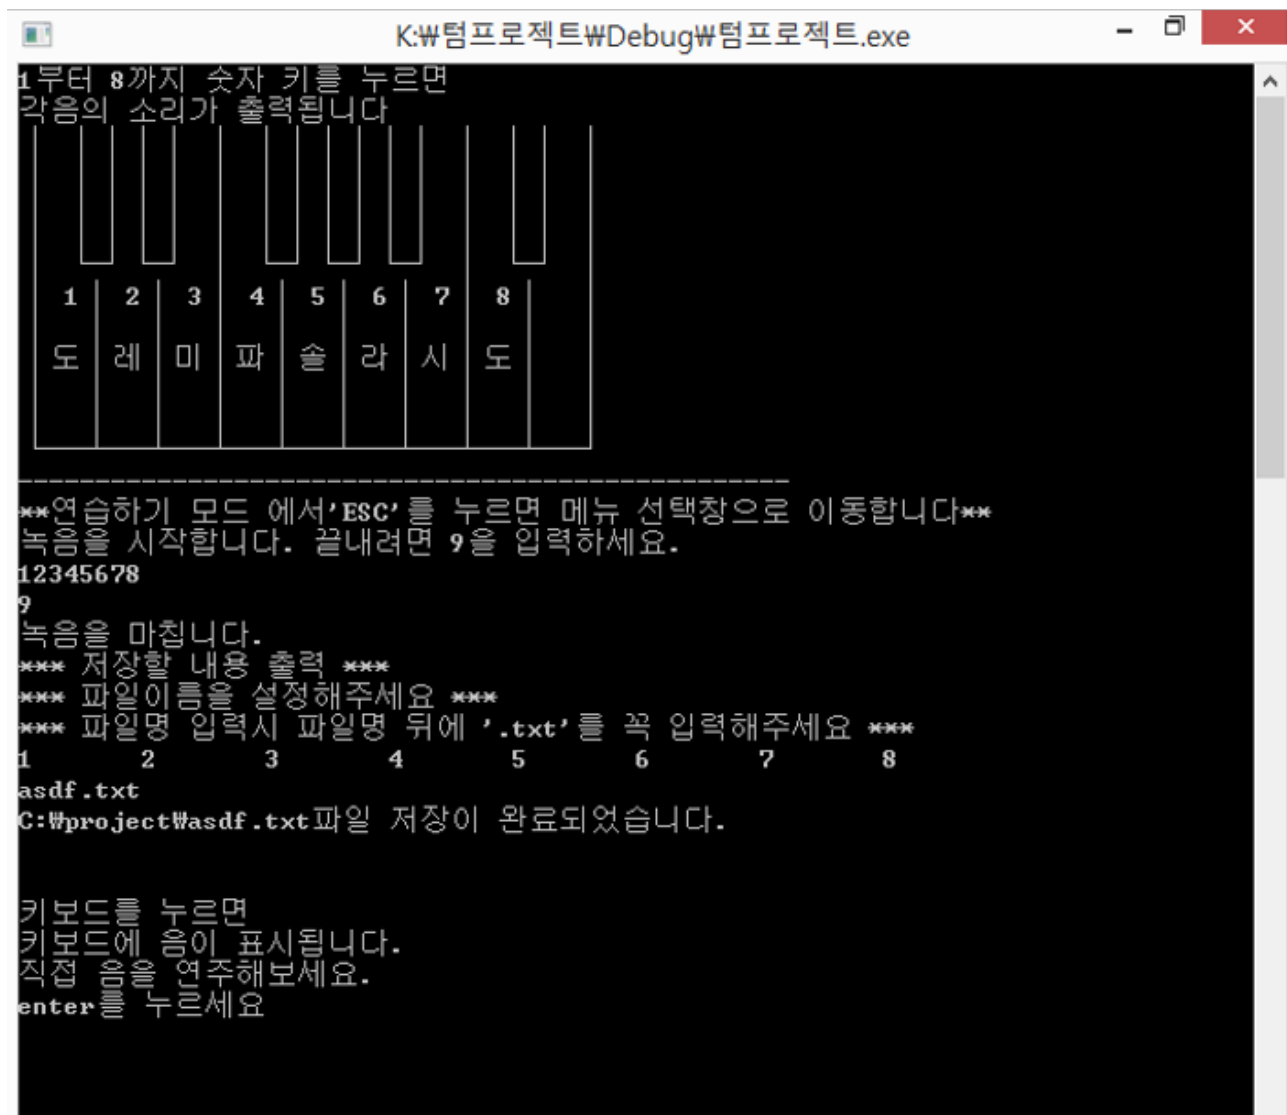 K:₩텀프로젝트₩Debug₩텀프로젝트.exe
1부터 8까지 숫자 키를 누르면
각음의 소리가 출력됩니다
1 2 3 4 5 6 7 8
도 레 미 파 솔 라 시 도
--------------------------------------------------
**연습하기 모드 에서'ESC'를 누르면 메뉴 선택창으로 이동합니다**
녹음을 시작합니다. 끝내려면 9을 입력하세요.
12345678
9
녹음을 마칩니다.
*** 저장할 내용 출력 ***
*** 파일이름을 설정해주세요 ***
*** 파일명 입력시 파일명 뒤에 '.txt'를 꼭 입력해주세요 ***
1 2 3 4 5 6 7 8
asdf.txt
C:₩project₩asdf.txt파일 저장이 완료되었습니다.
키보드를 누르면
키보드에 음이 표시됩니다.
직접 음을 연주해보세요.
enter를 누르세요